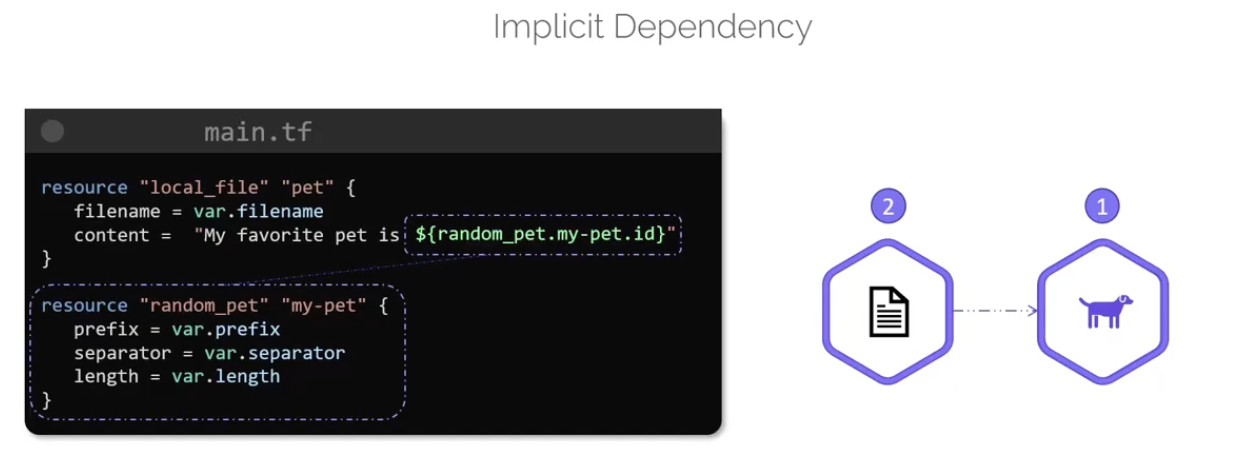 Implicit Dependency
main.tf
resource "local_file" "pet" {
filename = var.filename
content = "My favorite pet is ${random_pet.my-pet.id}"
}
resource "random_pet" "my-pet" {
prefix = var.prefix
separator = var.separator
length = var.length
}
2 1